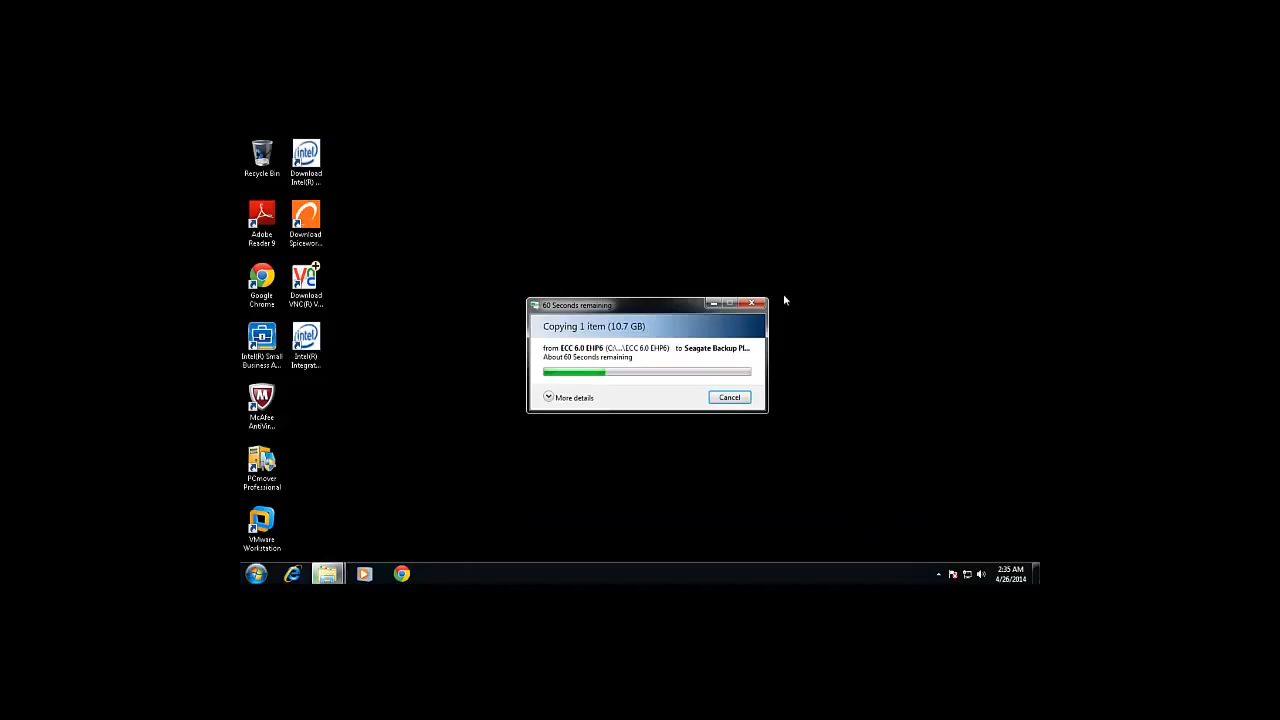 Recycle Bin
Download
Intel(R) ...
Adobe
Reader 9
Download
Spicewor...
Google
Chrome
Download
VNC(R) V...
Intel(R) Small
Business A...
Intel(R)
Integrat...
McAfee
AntiVir...
PCmover
Professional
VMware
Workstation
60 Seconds remaining
Copying 1 item (10.7 GB)
from ECC 6.0 EHP6 (C:\...\ECC 6.0 EHP6) to Seagate Backup Pl...
About 60 Seconds remaining
More details
Cancel
2:35 AM
4/26/2014